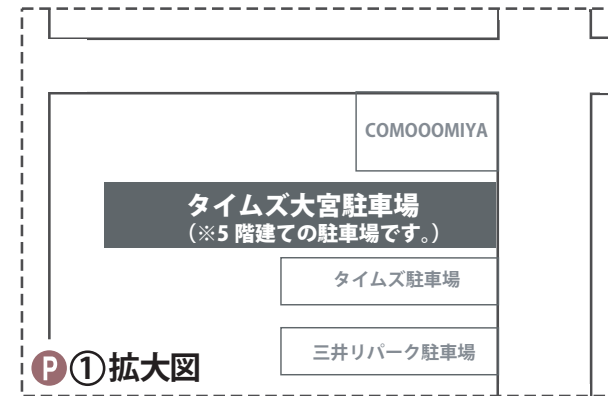 COMOOOMIYA
タイムズ大宮駐車場
（※5 階建ての駐車場です。）
タイムズ駐車場
三井リパーク駐車場
P①拡大図